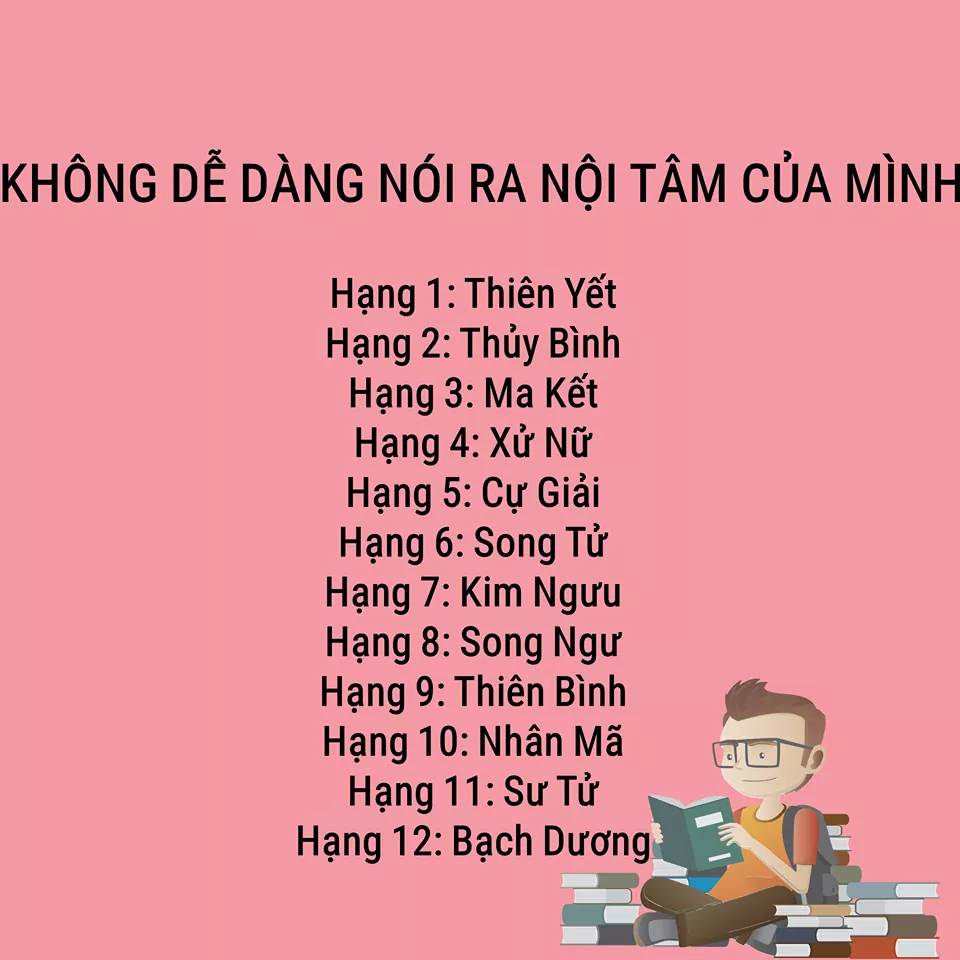 KHÔNG DỄ DÀNG NÓI RA NỘI TÂM CỦA MÌNH
Hạng 1: Thiên Yết
Hạng 2: Thủy Bình
Hạng 3: Ma Kết
Hạng 4: Xử Nữ
Hạng 5: Cự Giải
Hạng 6: Song Tử
Hạng 7: Kim Ngưu
Hạng 8: Song Ngư
Hạng 9: Thiên Bình
Hạng 10: Nhân Mã
Hạng 11: Sư Tử
Hạng 12: Bạch Dương